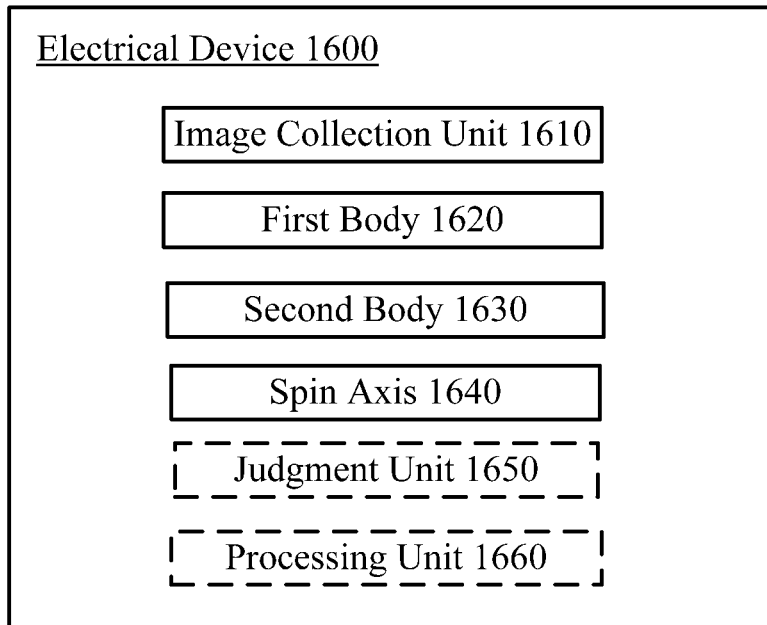 Electrical Device 1600
Image Collection Unit 1610
First Body 1620
Second Body 1630
Spin Axis 1640
Judgment Unit 1650
Processing Unit 1660